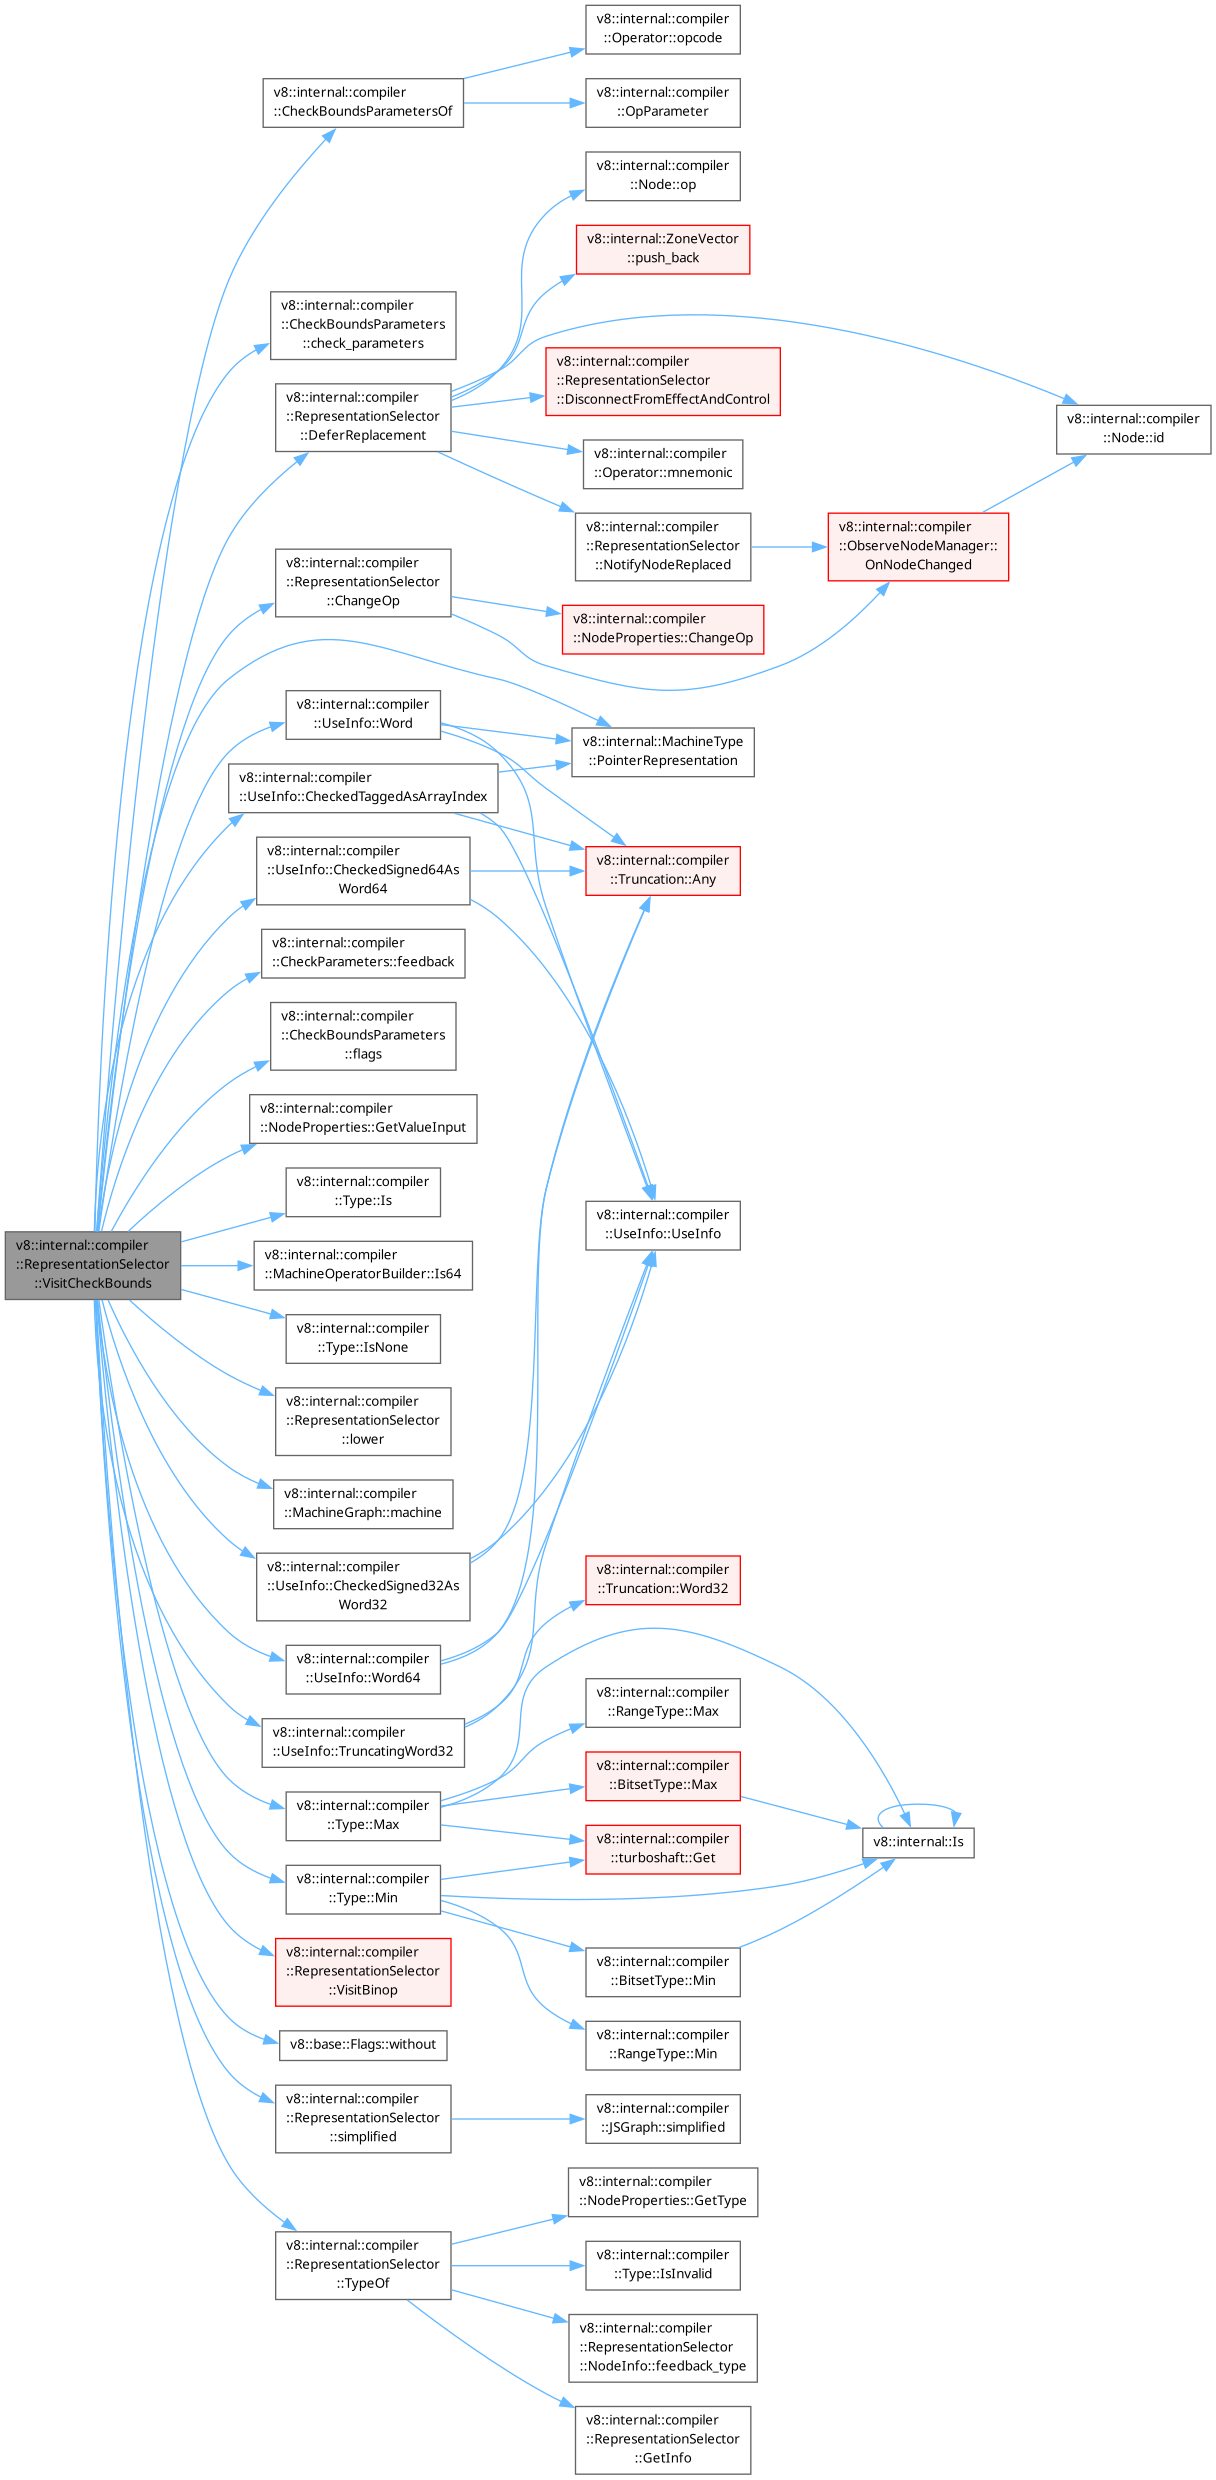 v8::internal::compiler
::RepresentationSelector
::VisitCheckBounds
v8::internal::compiler
::CheckBoundsParametersOf
v8::internal::compiler
::Operator::opcode
v8::internal::compiler
::OpParameter
v8::internal::compiler
::CheckBoundsParameters
::check_parameters
v8::internal::compiler
::RepresentationSelector
::DeferReplacement
v8::internal::compiler
::Node::op
v8::internal::ZoneVector
::push_back
v8::internal::compiler
::RepresentationSelector
::DisconnectFromEffectAndControl
v8::internal::compiler
::Operator::mnemonic
v8::internal::compiler
::RepresentationSelector
::NotifyNodeReplaced
v8::internal::compiler
::ObserveNodeManager::
OnNodeChanged
v8::internal::compiler
::Node::id
v8::internal::compiler
::RepresentationSelector
::ChangeOp
v8::internal::compiler
::NodeProperties::ChangeOp
v8::internal::compiler
::UseInfo::Word
v8::internal::MachineType
::PointerRepresentation
v8::internal::compiler
::UseInfo::CheckedTaggedAsArrayIndex
v8::internal::compiler
::UseInfo::CheckedSigned64As
Word64
v8::internal::compiler
::Truncation::Any
v8::internal::compiler
::CheckParameters::feedback
v8::internal::compiler
::CheckBoundsParameters
::flags
v8::internal::compiler
::NodeProperties::GetValueInput
v8::internal::compiler
::Type::Is
v8::internal::compiler
::UseInfo::UseInfo
v8::internal::compiler
::MachineOperatorBuilder::Is64
v8::internal::compiler
::Type::IsNone
v8::internal::compiler
::RepresentationSelector
::lower
v8::internal::compiler
::MachineGraph::machine
v8::internal::compiler
::UseInfo::CheckedSigned32As
Word32
v8::internal::compiler
::Truncation::Word32
v8::internal::compiler
::UseInfo::Word64
v8::internal::compiler
::UseInfo::TruncatingWord32
v8::internal::compiler
::RangeType::Max
v8::internal::compiler
::BitsetType::Max
v8::internal::compiler
::Type::Max
v8::internal::compiler
::turboshaft::Get
v8::internal::Is
v8::internal::compiler
::Type::Min
v8::internal::compiler
::BitsetType::Min
v8::internal::compiler
::RangeType::Min
v8::internal::compiler
::RepresentationSelector
::VisitBinop
v8::base::Flags::without
v8::internal::compiler
::RepresentationSelector
::simplified
v8::internal::compiler
::JSGraph::simplified
v8::internal::compiler
::RepresentationSelector
::TypeOf
v8::internal::compiler
::NodeProperties::GetType
v8::internal::compiler
::Type::IsInvalid
v8::internal::compiler
::RepresentationSelector
::NodeInfo::feedback_type
v8::internal::compiler
::RepresentationSelector
::GetInfo